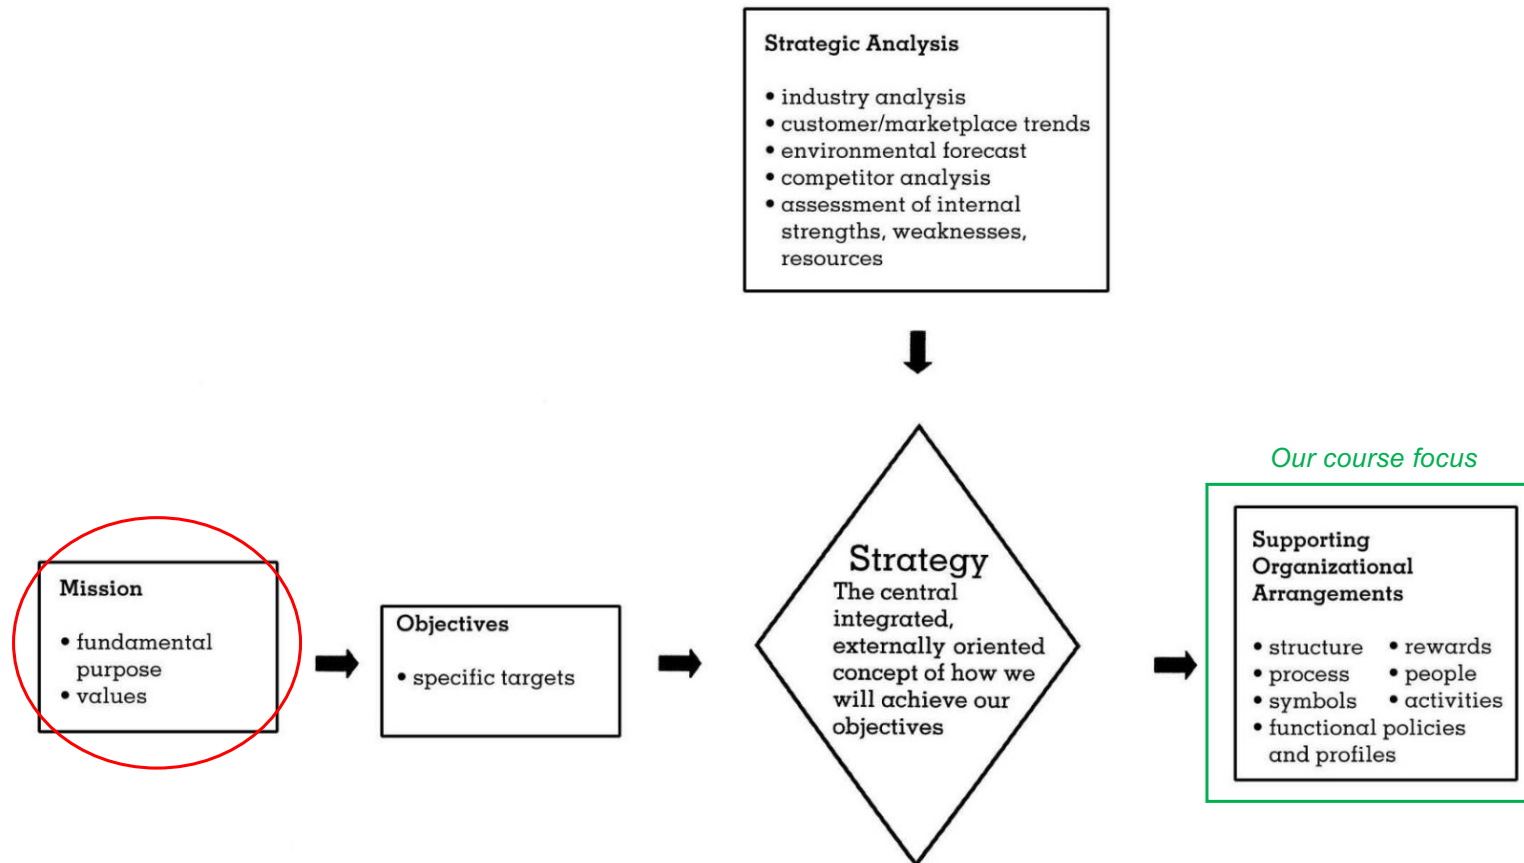 Strategic Analysis
• industry analysis
• customer/marketplace trends
• environmental forecast
• competitor analysis
• assessment of internal
strengths, weaknesses,
resources
Mission
• fundamental
purpose
• values
Objectives
• specific targets
Strategy
The central
integrated,
externally oriented
concept of how we
will achieve our
objectives
Our course focus
Supporting
Organizational
Arrangements
• structure • rewards
• process • people
• symbols • activities
• functional policies
and profiles